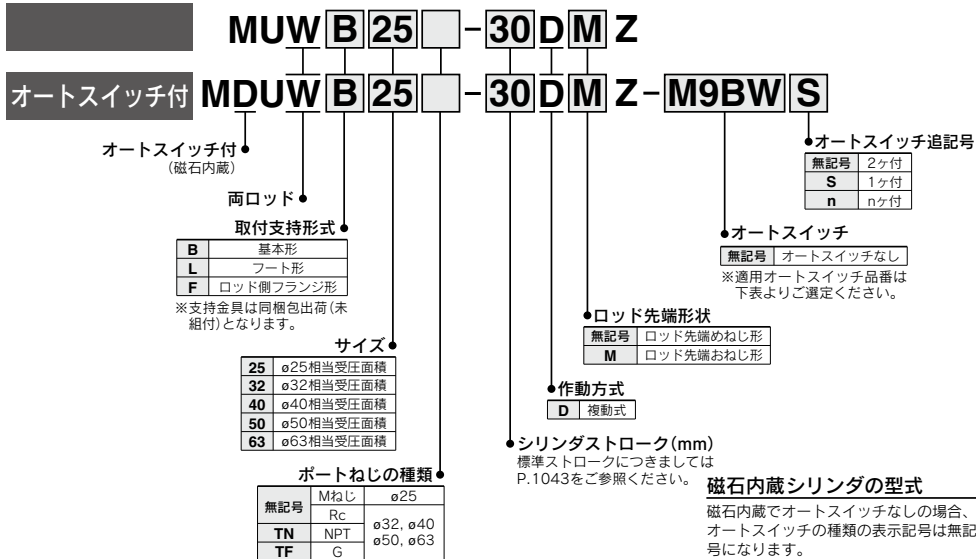 MUW B 25 -30 D M Z
オートスイッチ付 MDUW B 25 -30 D M Z-M9BW S
オートスイッチ付
(磁石内蔵)
両ロッド
取付支持形式
B 基本形
L フート形
F ロッド側フランジ形
※支持金具は同梱包出荷(未
組付)となります。
サイズ
25 ø25相当受圧面積
32 ø32相当受圧面積
40 ø40相当受圧面積
50 ø50相当受圧面積
63 ø63相当受圧面積
ポートねじの種類
無記号 Mねじ ø25
Rc ø32, ø40
ø50, ø63
TN NPT
TF G
シリンダストローク(mm)
標準ストロークにつきましては
P.1043をご参照ください。
作動方式
D 複動式
ロッド先端形状
無記号 ロッド先端めねじ形
M ロッド先端おねじ形
オートスイッチ
無記号 オートスイッチなし
※適用オートスイッチ品番は
下表よりご選定ください。
オートスイッチ追記号
無記号 2ヶ付
S 1ヶ付
n nヶ付
磁石内蔵シリンダの型式
磁石内蔵でオートスイッチなしの場合、
オートスイッチの種類の表示記号は無記
号になります。